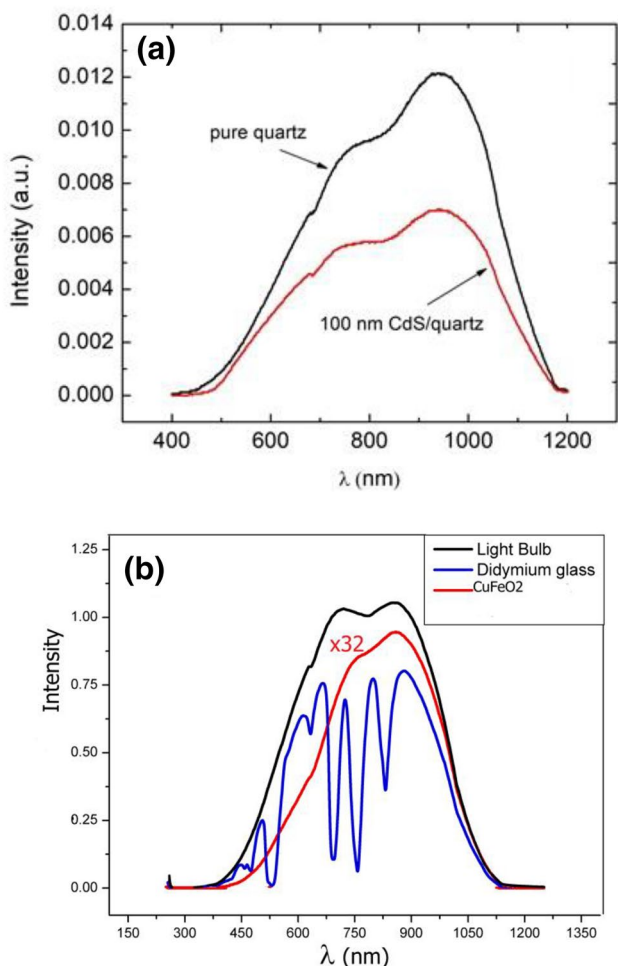 (a)
0.014
0.012
0.010
0.008
0.006
0.004
0.002
0.000
Intensity (a.u.)
pure quartz
100 nm CdS/quartz
400 600 800 1000 1200
λ (nm)
(b)
Light Bulb
Didymium glass
CuFeO2
x32
1.25
1.00
0.75
0.50
0.25
0.00
Intensity
150 300 450 600 750 900 1050 1200 1350
λ (nm)